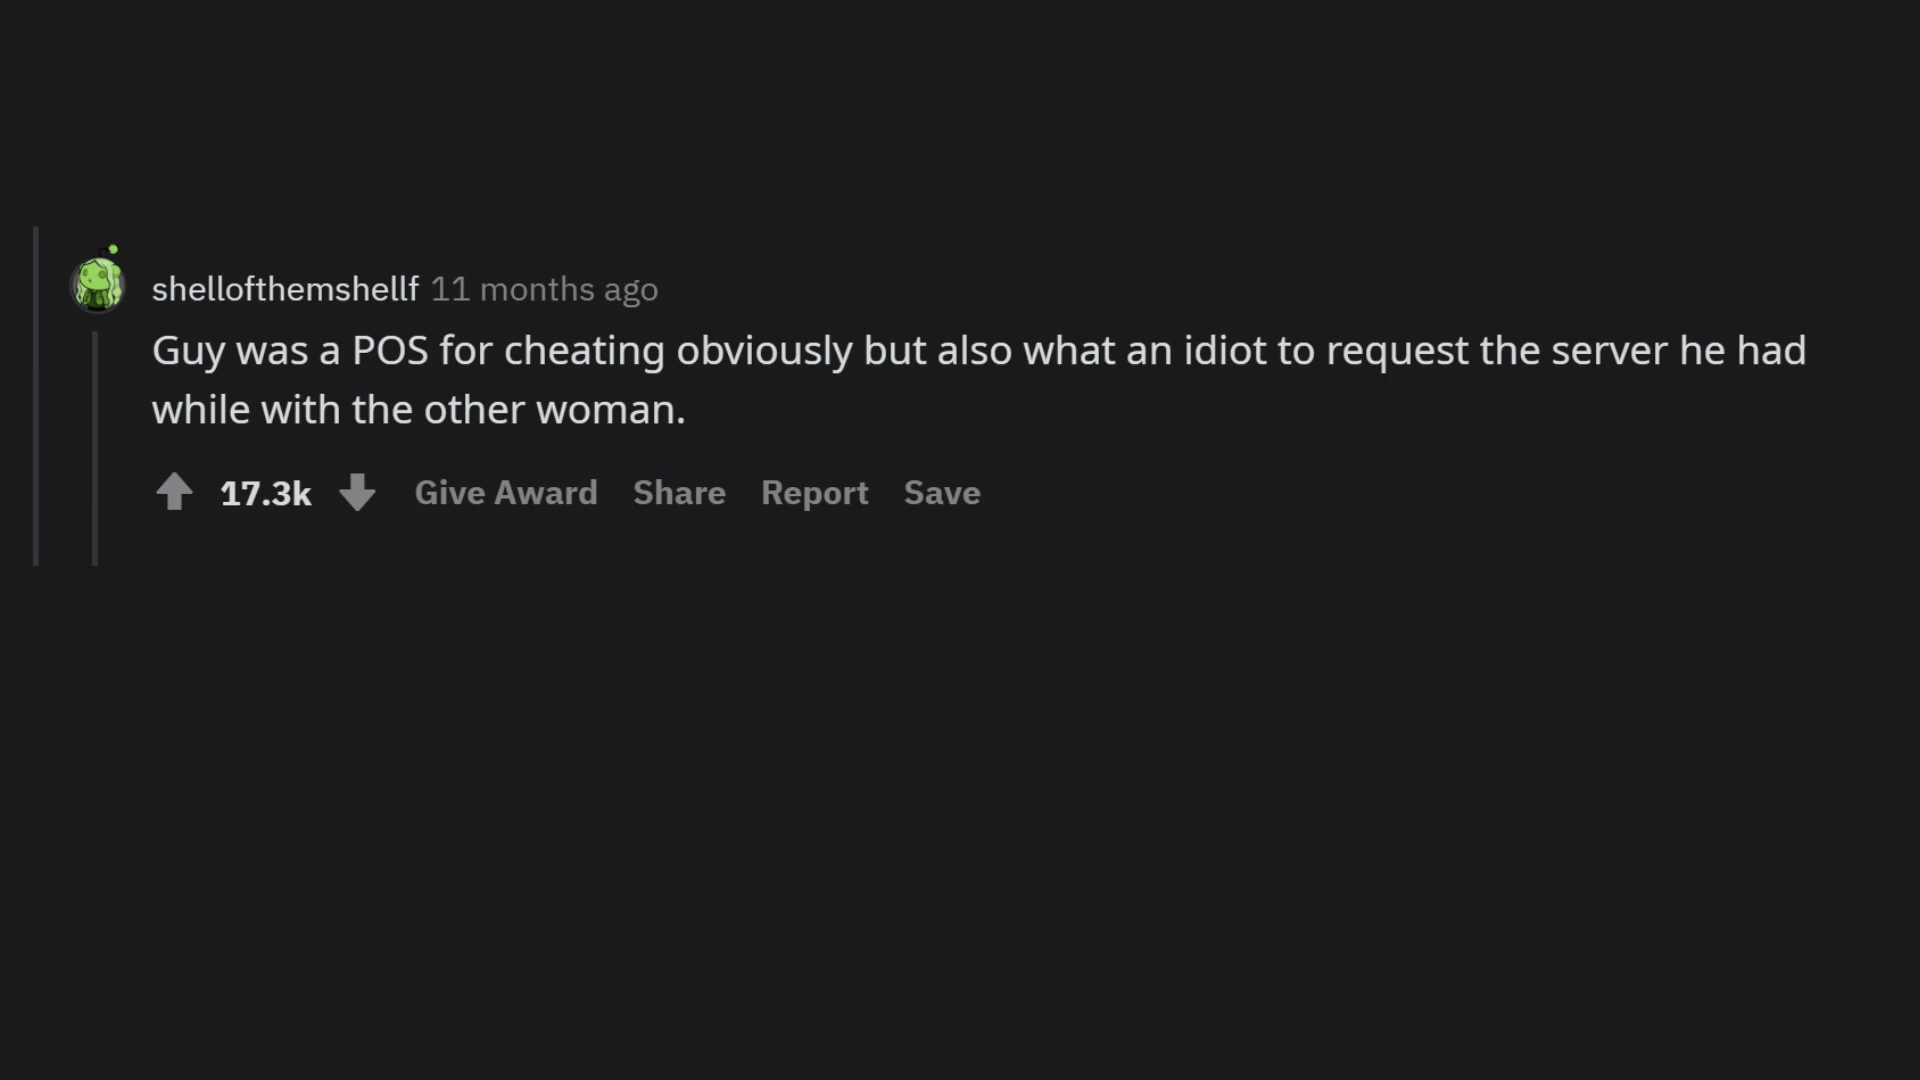 shellofthemshellf 11 months ago
Guy was a POS for cheating obviously but also what an idiot to request the server he had
while with the other woman.
17.3k Give Award Share Report Save